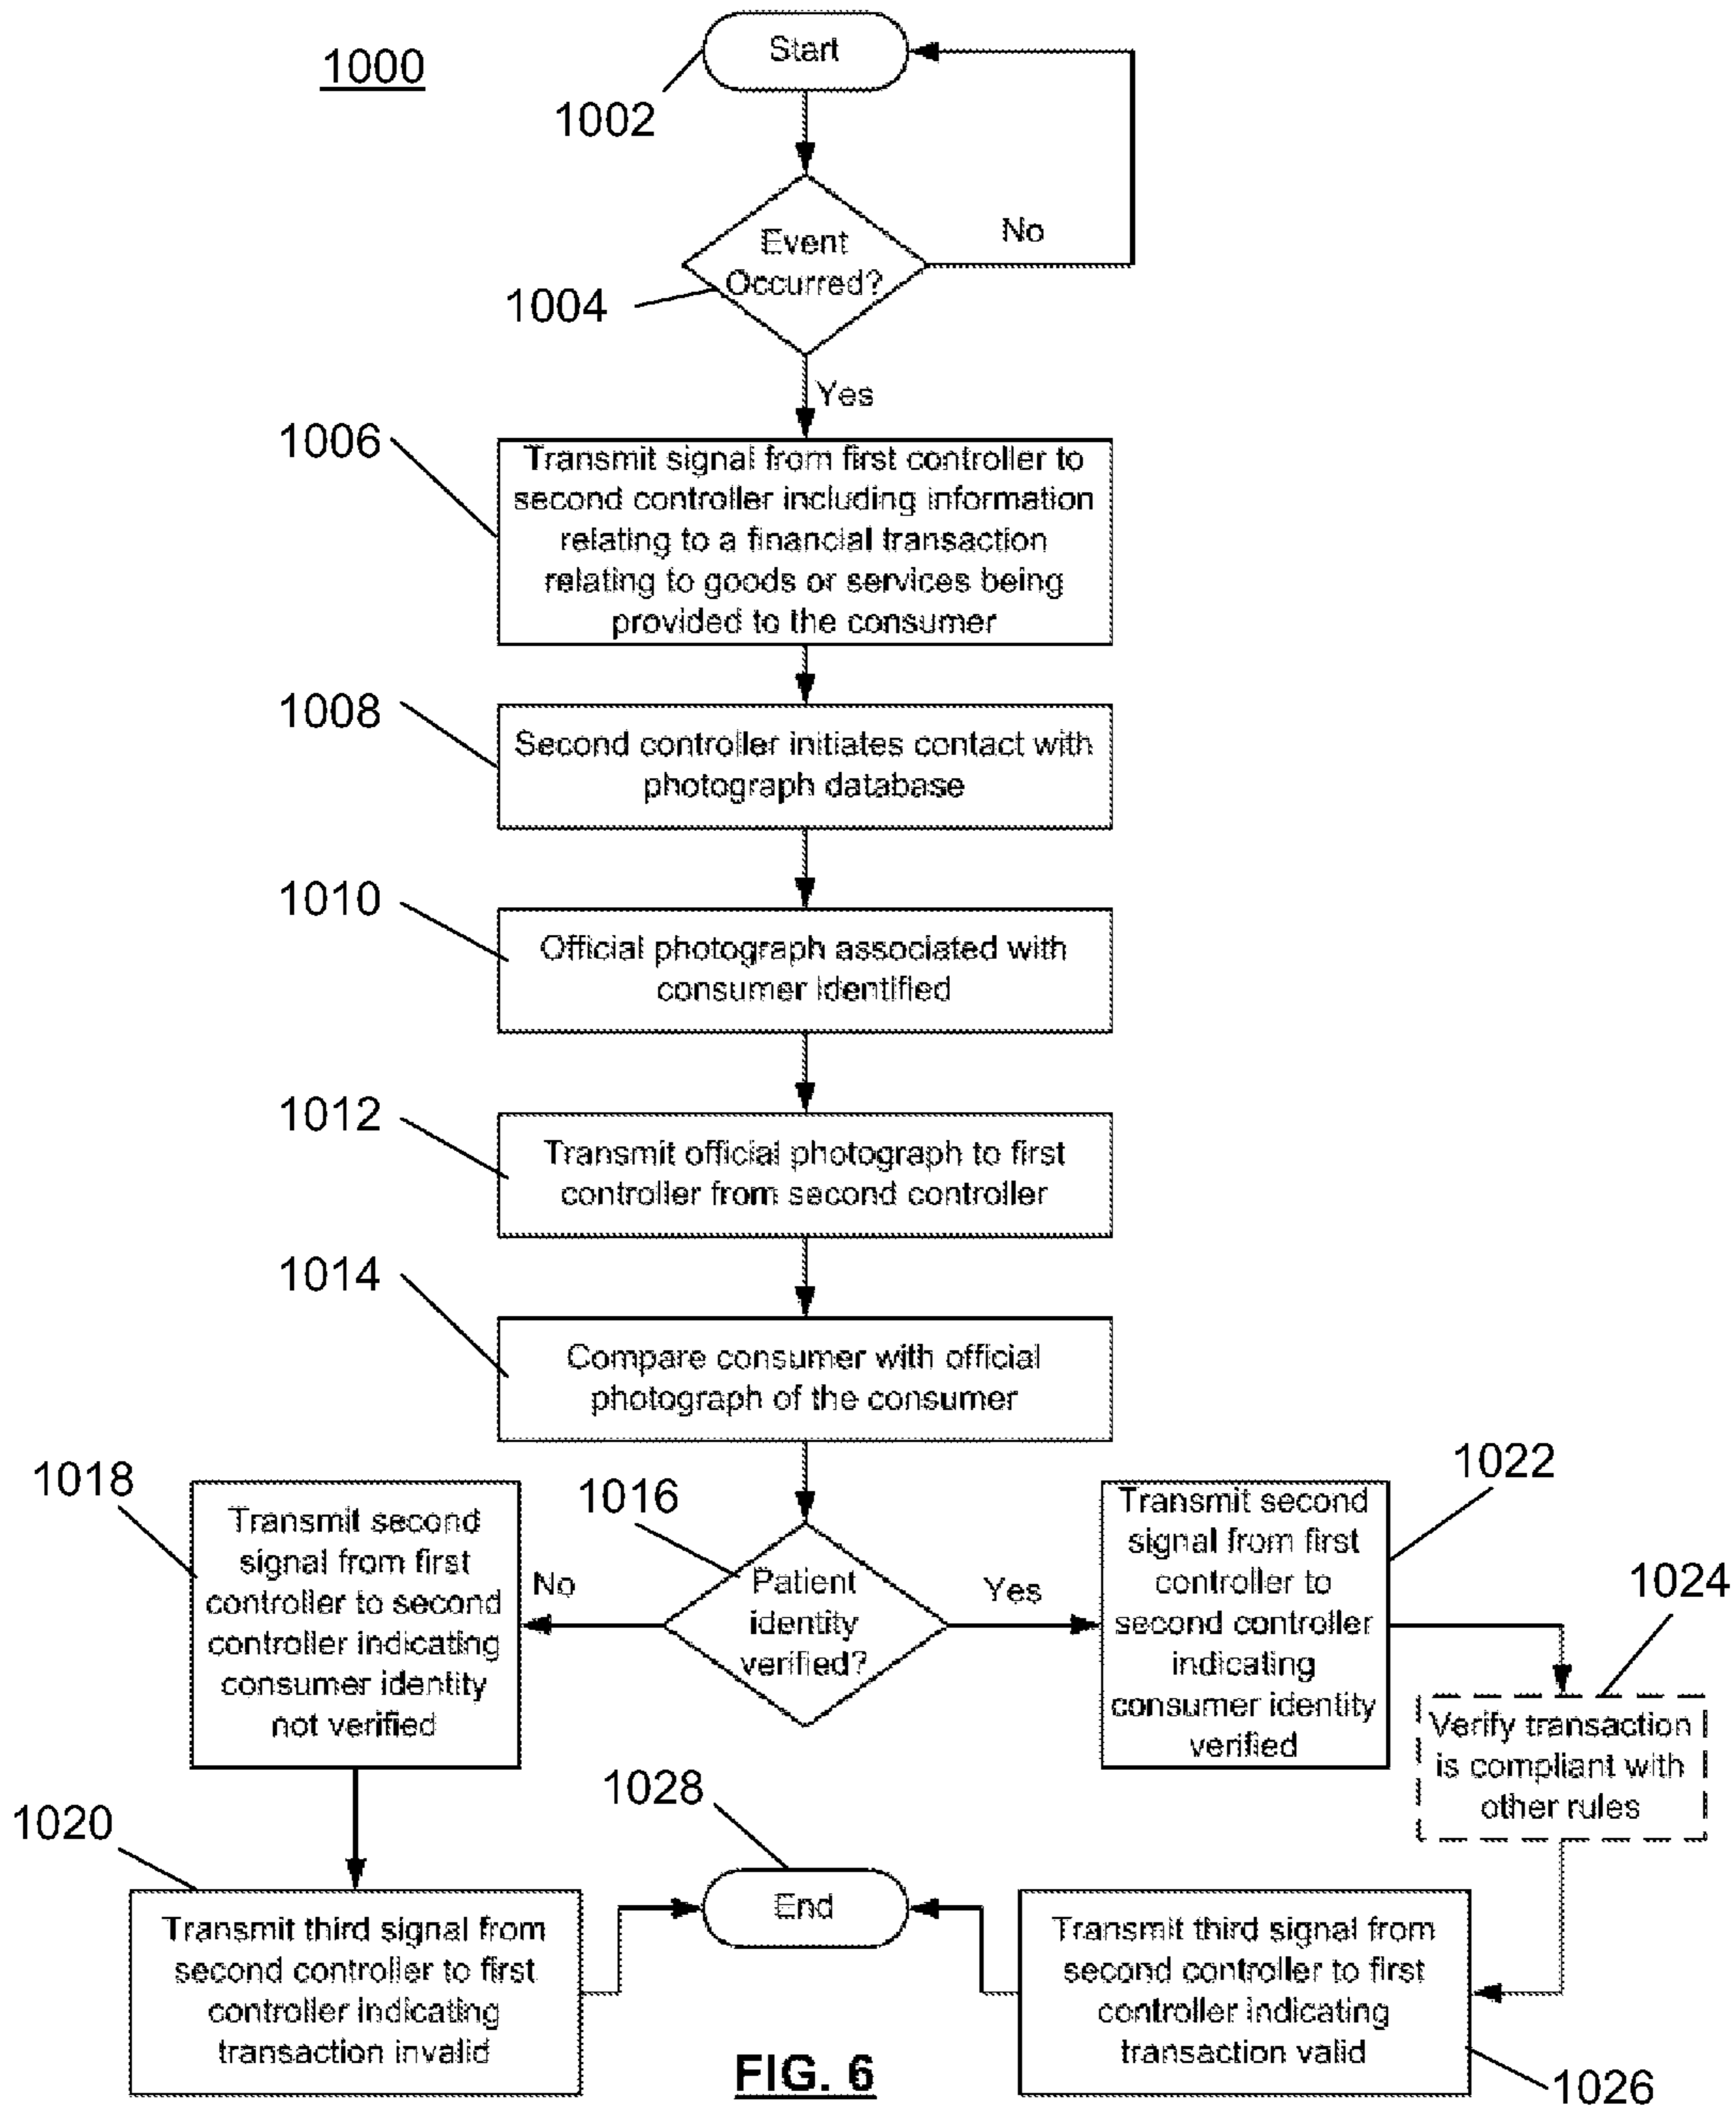 1000
Start
1002
Event
Occurred?
No
1004
Yes
1006
Transmit signal from first controller to
second controller including information
relating to a financial transaction
relating to goods or services being
provided to the consumer
1008
Second controller initiates contact with
photograph database
1010
Official photograph associated with
consumer identified
1012
Transmit official photograph to first
controller from second controller
1014
Compare consumer with official
photograph of the consumer
1016
Patient
identity
verified?
No
Yes
1018
Transmit second
signal from first
controller to second
controller indicating
consumer identity
not verified
1022
Transmit second
signal from first
controller to
second controller
indicating
consumer identity
verified
1024
Verify transaction
is compliant with
other rules
1020
Transmit third signal from
second controller to first
controller indicating
transaction invalid
1028
End
Transmit third signal from
second controller to first
controller indicating
transaction valid
1026
FIG. 6